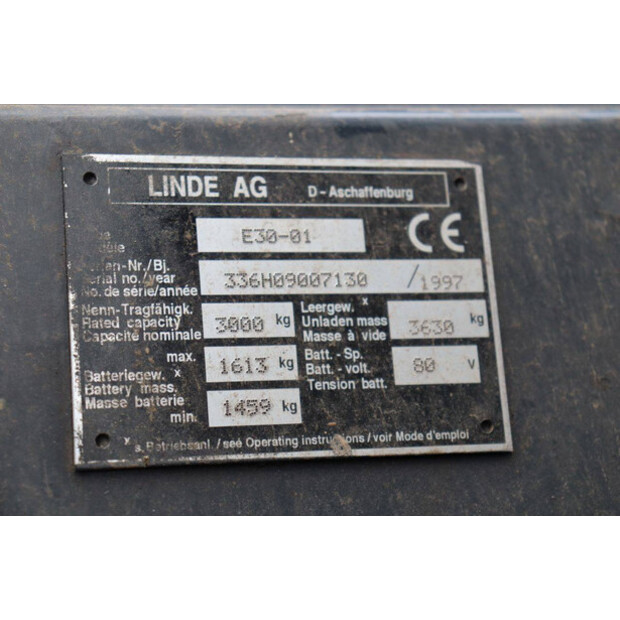 LINDE AG D - Aschaffenburg
E30-01 CE
-Nr./Bj.
serial no./year 336H09007130 /1997
No. de série/année
Nenn-Tragfähigk. Leergew. x
Rated capacity 3000 kg Unladen mass 3630 kg
Capacité nominale Masse à vide
max. 1613 kg Batt. - Sp.
Batteriegew. x Batt. - volt. 80 V
Battery mass. Tension batt.
Masse batterie 1459 kg
min.
x s. Betriebsanl. / see Operating instructions / voir Mode d'emploi